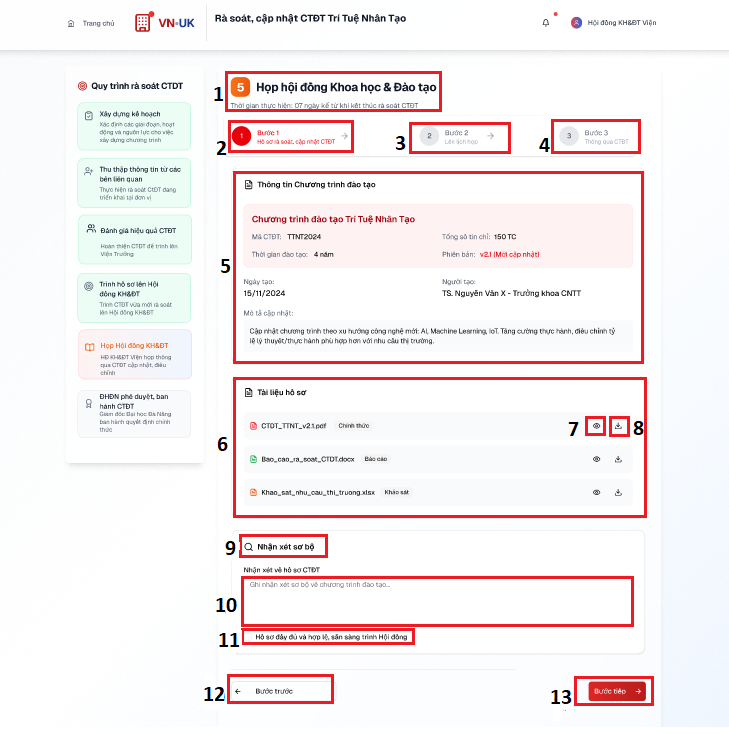 Trang chủ
VN-UK
Rà soát, cập nhật CTĐT Trí Tuệ Nhân Tạo
Hội đồng KH&ĐT Viện
Quy trình rà soát CTDT
Xây dựng kế hoạch
Xác định các giai đoạn, hoạt
động và nguồn lực cho việc
xây dựng chương trình
Thu thập thông tin từ các
bên liên quan
Thực hiện rà soát CtĐT đang
triển khai tại đơn vị
Đánh giá hiệu quả CTĐT
Hoàn thiện CTDT để trình lên
Viện Trưởng
Trình hồ sơ lên Hội
đồng KH&ĐT
Trình CTDT vừa mới rà soát
lên Hội đồng KH&ĐT
Họp Hội đồng KH&ĐT
HĐ KH&ĐT Viện họp thông
qua CTĐT cập nhật, điều
chỉnh
ĐHĐN phê duyệt, ban
hành CTĐT
Giám đốc Đại học Đà Nẵng
ban hành quyết định chính
thức
1
5
Họp hội đồng Khoa học & Đào tạo
Thời gian thực hiện: 07 ngày kể từ khi kết thúc rà soát CTĐT
2
1
Bước 1
Hồ sơ rà soát, cập nhật CTĐT
3
2
Bước 2
Lên lịch họp
4
3
Bước 3
Thông qua CTĐT
5
Thông tin Chương trình đào tạo
Chương trình đào tạo Trí Tuệ Nhân Tạo
Mã CTĐT: TTNT2024
Tổng số tín chỉ: 150 TC
Thời gian đào tạo: 4 năm
Phiên bản: v2.1 (Mới cập nhật)
Ngày tạo:
15/11/2024
Người tạo:
TS. Nguyễn Văn X - Trưởng khoa CNTT
Mô tả cập nhật:
Cập nhật chương trình theo xu hướng công nghệ mới: AI, Machine Learning, IoT. Tăng cường thực hành, điều chỉnh tỷ
lệ lý thuyết/thực hành phù hợp hơn với nhu cầu thị trường.
6
Tài liệu hồ sơ
CTDT_TTNT_v2.1.pdf Chính thức
7
8
Bao_cao_ra_soat_CTDT.docx Báo cáo
Khao_sat_nhu_cau_thi_truong.xlsx Khảo sát
9
Nhận xét sơ bộ
Nhận xét về hồ sơ CTĐT
10
Ghi nhận xét sơ bộ về chương trình đào tạo...
11
Hồ sơ đầy đủ và hợp lệ, sẵn sàng trình Hội đồng
12
Bước trước
13
Bước tiếp